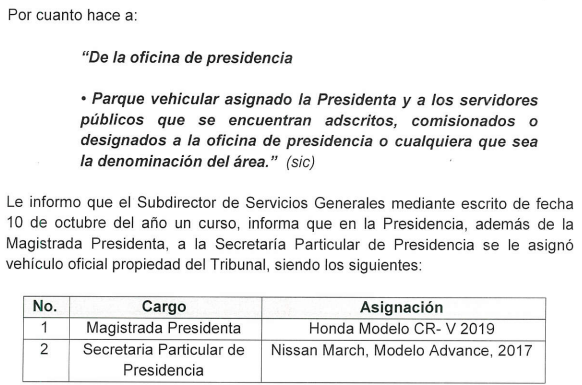 Por cuanto hace a:
“De la oficina de presidencia
• Parque vehicular asignado la Presidenta y a los servidores
públicos que se encuentran adscritos, comisionados o
designados a la oficina de presidencia o cualquiera que sea
la denominación del área.” (sic)
Le informo que el Subdirector de Servicios Generales mediante escrito de fecha
10 de octubre del año un curso, informa que en la Presidencia, además de la
Magistrada Presidenta, a la Secretaría Particular de Presidencia se le asignó
vehículo oficial propiedad del Tribunal, siendo los siguientes:
No. Cargo Asignación
1 Magistrada Presidenta Honda Modelo CR- V 2019
2 Secretaria Particular de Nissan March, Modelo Advance, 2017
Presidencia